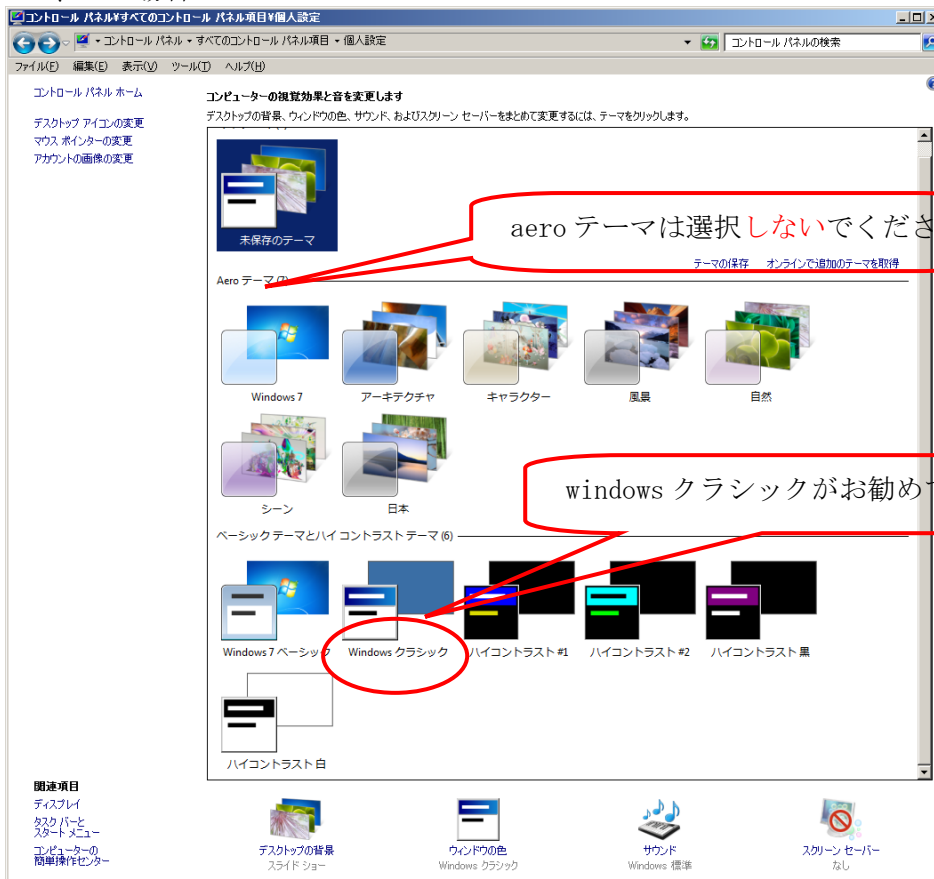 コントロール パネル¥すべてのコントロール パネル項目¥個人設定
コントロール パネル ▾ すべてのコントロール パネル項目 ▾ 個人設定
コントロール パネルの検索
ファイル(F) 編集(E) 表示(V) ツール(T) ヘルプ(H)
コントロール パネル ホーム
デスクトップ アイコンの変更
マウス ポインターの変更
アカウントの画像の変更
コンピューターの視覚効果と音を変更します
デスクトップの背景、ウィンドウの色、サウンド、およびスクリーン セーバーをまとめて変更するには、テーマをクリックします。
未保存のテーマ
aero テーマは選択しないでくださ
テーマの保存 オンラインで追加のテーマを取得
Aero テーマ (7)
Windows 7 アーキテクチャ キャラクター 風景 自然
シーン 日本
windows クラシックがお勧めで
ベーシック テーマとハイ コントラスト テーマ (6)
Windows 7 ベーシック Windows クラシック ハイコントラスト #1 ハイコントラスト #2 ハイコントラスト 黒
ハイコントラスト 白
関連項目
ディスプレイ
タスク バーと
スタート メニュー
コンピューターの
簡単操作センター
デスクトップの背景 ウィンドウの色 サウンド スクリーン セーバー
スライド ショー Windows クラシック Windows 標準 なし